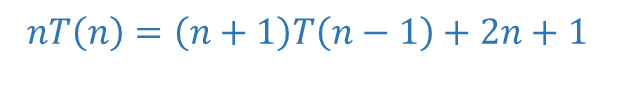 nT(n) = (n + 1)T(n − 1) + 2n + 1